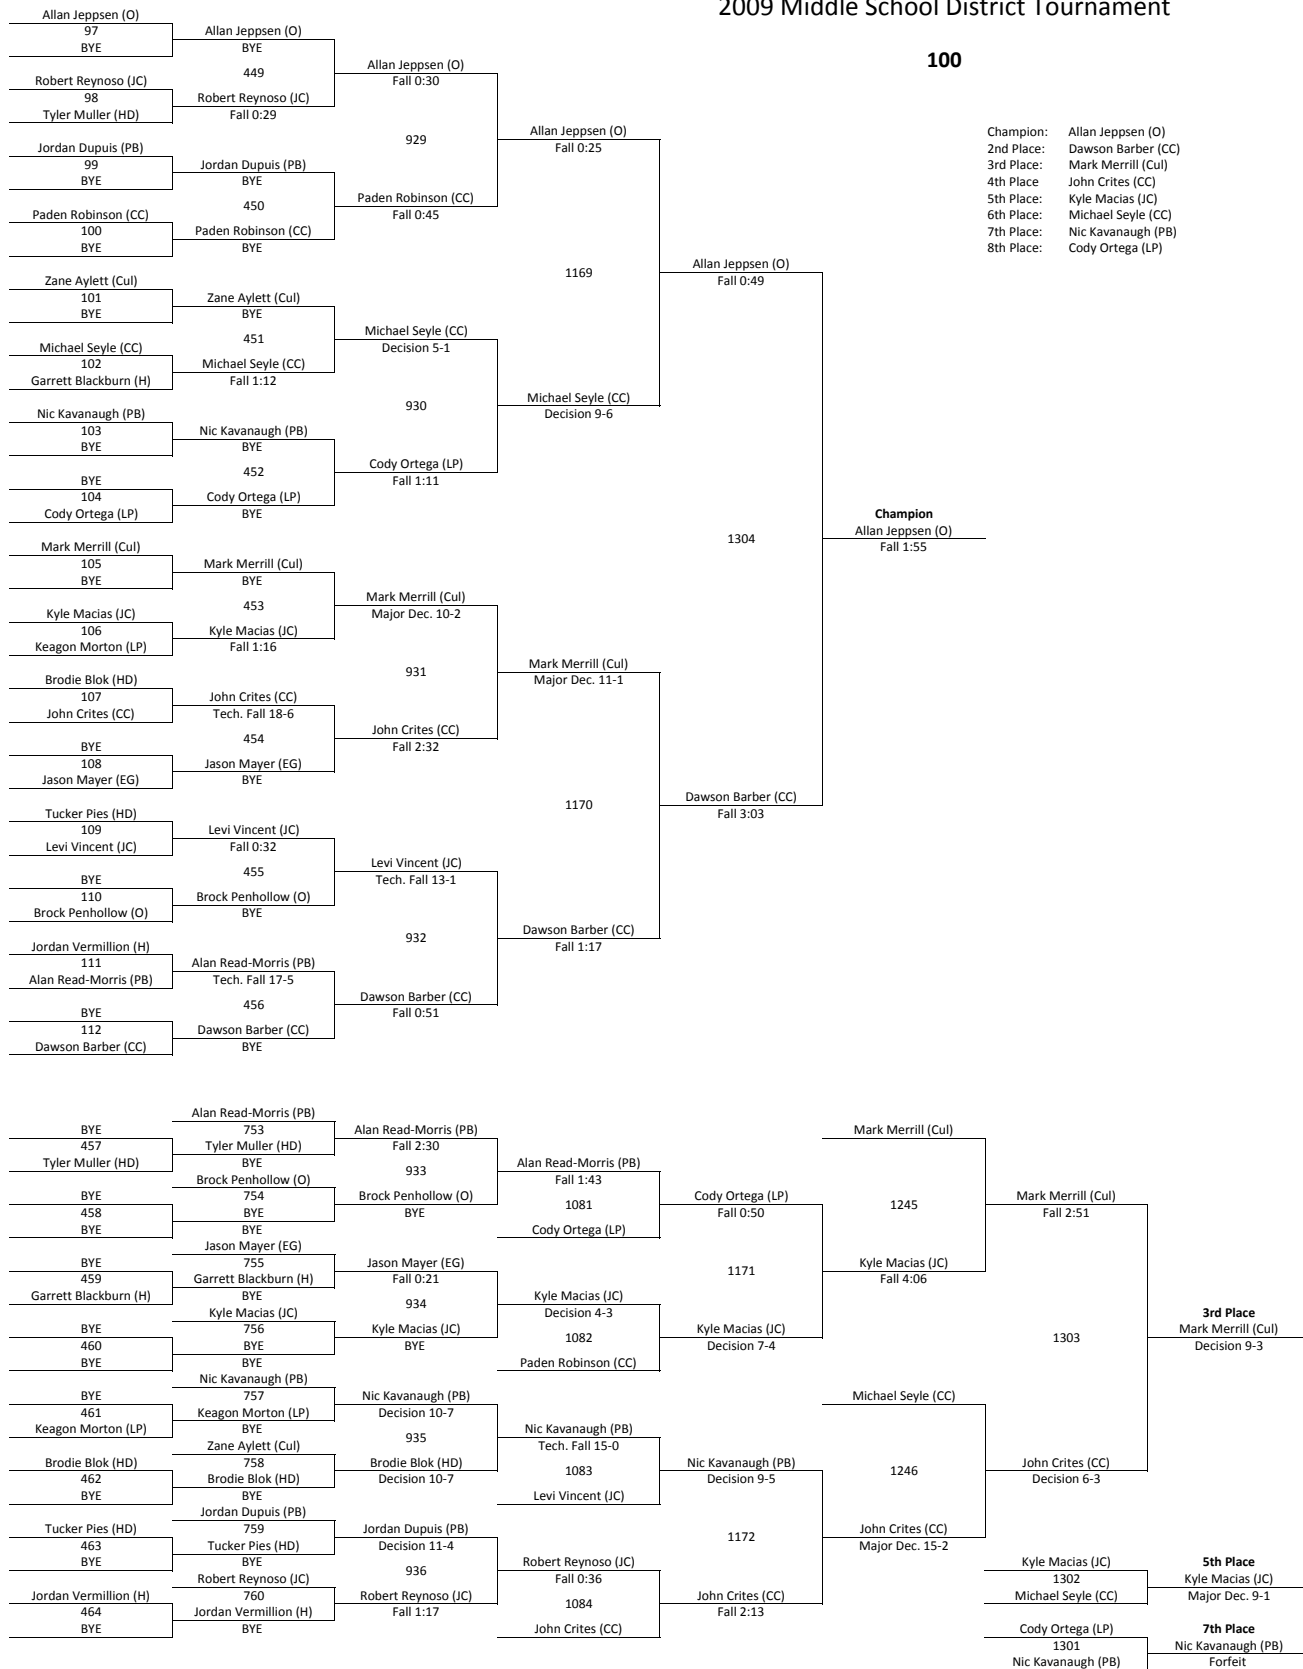 2009 Middle School District Tournament
100
Champion: Allan Jeppsen (O)
2nd Place: Dawson Barber (CC)
3rd Place: Mark Merrill (Cul)
4th Place John Crites (CC)
5th Place: Kyle Macias (JC)
6th Place: Michael Seyle (CC)
7th Place: Nic Kavanaugh (PB)
8th Place: Cody Ortega (LP)
Allan Jeppsen (O)
97
BYE
Robert Reynoso (JC)
98
Tyler Muller (HD)
Jordan Dupuis (PB)
99
BYE
Paden Robinson (CC)
100
BYE
Zane Aylett (Cul)
101
BYE
Michael Seyle (CC)
102
Garrett Blackburn (H)
Nic Kavanaugh (PB)
103
BYE
BYE
104
Cody Ortega (LP)
Mark Merrill (Cul)
105
BYE
Kyle Macias (JC)
106
Keagon Morton (LP)
Brodie Blok (HD)
107
John Crites (CC)
BYE
108
Jason Mayer (EG)
Tucker Pies (HD)
109
Levi Vincent (JC)
BYE
110
Brock Penhollow (O)
Jordan Vermillion (H)
111
Alan Read-Morris (PB)
BYE
112
Dawson Barber (CC)
Allan Jeppsen (O)
BYE
449
Robert Reynoso (JC)
Fall 0:29
Jordan Dupuis (PB)
BYE
450
Paden Robinson (CC)
BYE
Zane Aylett (Cul)
BYE
451
Michael Seyle (CC)
Fall 1:12
Nic Kavanaugh (PB)
BYE
452
Cody Ortega (LP)
BYE
Mark Merrill (Cul)
BYE
453
Kyle Macias (JC)
Fall 1:16
John Crites (CC)
Tech. Fall 18-6
454
Jason Mayer (EG)
BYE
Levi Vincent (JC)
Fall 0:32
455
Brock Penhollow (O)
BYE
Alan Read-Morris (PB)
Tech. Fall 17-5
456
Dawson Barber (CC)
BYE
Allan Jeppsen (O)
Fall 0:30
929
Paden Robinson (CC)
Fall 0:45
Michael Seyle (CC)
Decision 5-1
930
Cody Ortega (LP)
Fall 1:11
Mark Merrill (Cul)
Major Dec. 10-2
931
John Crites (CC)
Fall 2:32
Levi Vincent (JC)
Tech. Fall 13-1
932
Dawson Barber (CC)
Fall 0:51
Allan Jeppsen (O)
Fall 0:25
1169
Michael Seyle (CC)
Decision 9-6
Mark Merrill (Cul)
Major Dec. 11-1
1170
Dawson Barber (CC)
Fall 1:17
Allan Jeppsen (O)
Fall 0:49
1304
Dawson Barber (CC)
Fall 3:03
Champion
Allan Jeppsen (O)
Fall 1:55
BYE
457
Tyler Muller (HD)
BYE
458
BYE
BYE
459
Garrett Blackburn (H)
BYE
460
BYE
BYE
461
Keagon Morton (LP)
Brodie Blok (HD)
462
BYE
Tucker Pies (HD)
463
BYE
Jordan Vermillion (H)
464
BYE
Alan Read-Morris (PB)
753
Tyler Muller (HD)
BYE
Brock Penhollow (O)
754
BYE
BYE
Jason Mayer (EG)
755
Garrett Blackburn (H)
BYE
Kyle Macias (JC)
756
BYE
BYE
Nic Kavanaugh (PB)
757
Keagon Morton (LP)
BYE
Zane Aylett (Cul)
758
Brodie Blok (HD)
BYE
Jordan Dupuis (PB)
759
Tucker Pies (HD)
BYE
Robert Reynoso (JC)
760
Jordan Vermillion (H)
BYE
Alan Read-Morris (PB)
Fall 2:30
933
Brock Penhollow (O)
BYE
Jason Mayer (EG)
Fall 0:21
934
Kyle Macias (JC)
BYE
Nic Kavanaugh (PB)
Decision 10-7
935
Brodie Blok (HD)
Decision 10-7
Jordan Dupuis (PB)
Decision 11-4
936
Robert Reynoso (JC)
Fall 1:17
Alan Read-Morris (PB)
Fall 1:43
1081
Cody Ortega (LP)
Kyle Macias (JC)
Decision 4-3
1082
Paden Robinson (CC)
Nic Kavanaugh (PB)
Tech. Fall 15-0
1083
Levi Vincent (JC)
Robert Reynoso (JC)
Fall 0:36
1084
John Crites (CC)
Cody Ortega (LP)
Fall 0:50
1171
Kyle Macias (JC)
Decision 7-4
Nic Kavanaugh (PB)
Decision 9-5
1172
John Crites (CC)
Fall 2:13
Mark Merrill (Cul)
1245
Kyle Macias (JC)
Fall 4:06
Michael Seyle (CC)
1246
John Crites (CC)
Major Dec. 15-2
Mark Merrill (Cul)
Fall 2:51
1303
John Crites (CC)
Decision 6-3
3rd Place
Mark Merrill (Cul)
Decision 9-3
Kyle Macias (JC)
1302
Michael Seyle (CC)
5th Place
Kyle Macias (JC)
Major Dec. 9-1
Cody Ortega (LP)
1301
Nic Kavanaugh (PB)
7th Place
Nic Kavanaugh (PB)
Forfeit